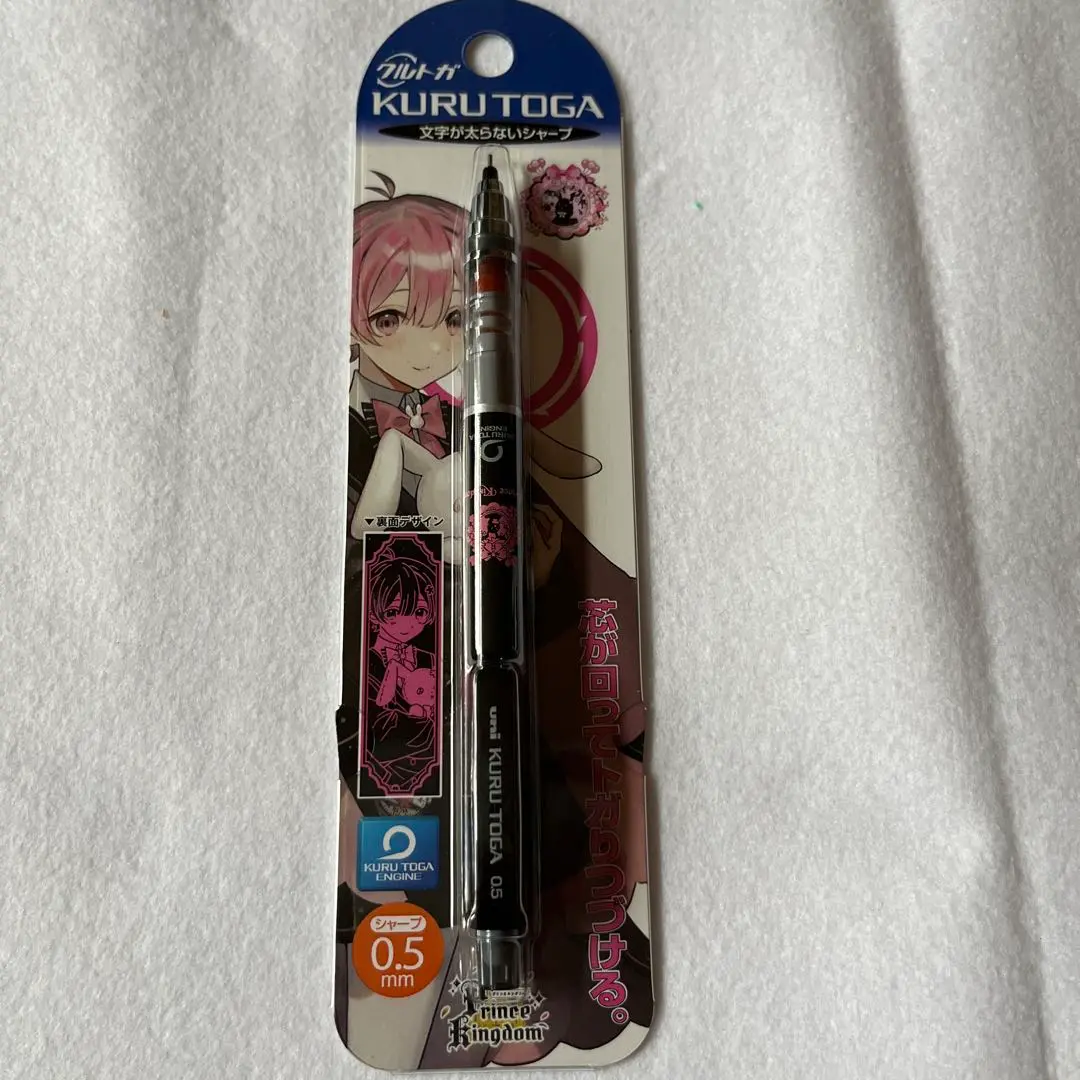 クルトガ
KURU TOGA
文字が太らないシャープ
KURU TOGA
ENGINE
▼裏面デザイン
芯が回ってトガりつづける。
uni KURU TOGA 0.5
KURU TOGA
ENGINE
シャープ
0.5
mm
Prince
Kingdom